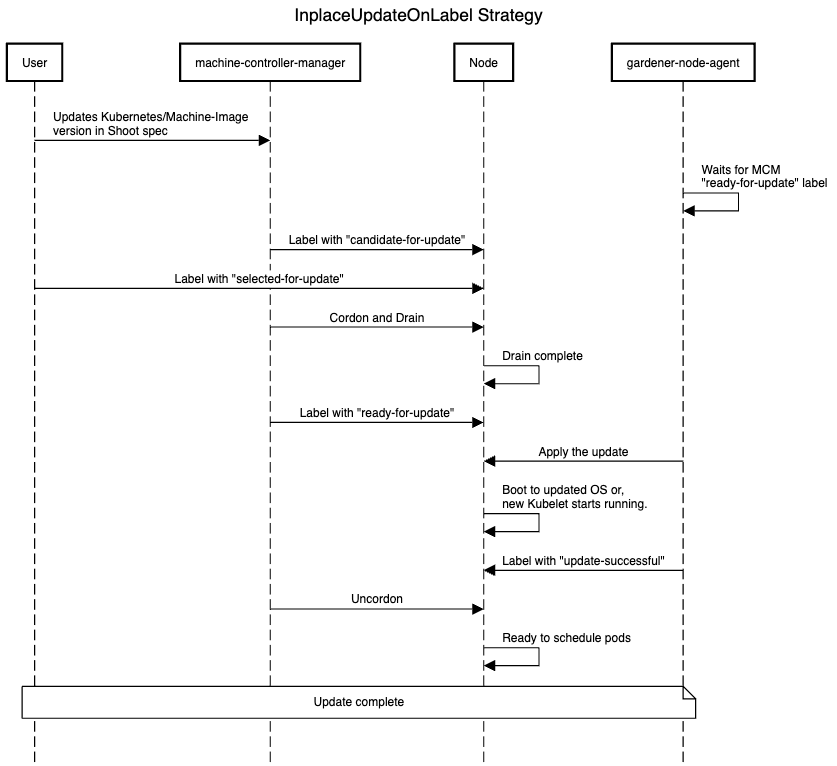 InplaceUpdateOnLabel Strategy
User
machine-controller-manager
Node
gardener-node-agent
Updates Kubernetes/Machine-Image
version in Shoot spec
Waits for MCM
"ready-for-update" label
Label with "candidate-for-update"
Label with "selected-for-update"
Cordon and Drain
Drain complete
Label with "ready-for-update"
Apply the update
Boot to updated OS or,
new Kubelet starts running.
Label with "update-successful"
Uncordon
Ready to schedule pods
Update complete